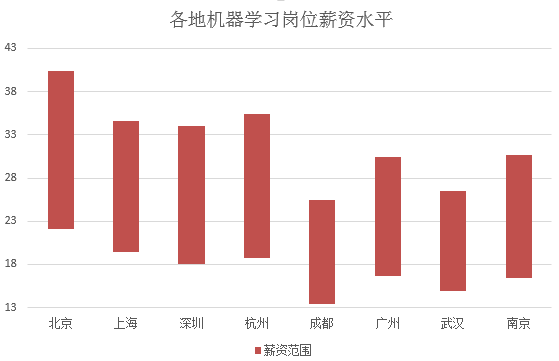 各地机器学习岗位薪资水平
43
38
33
28
23
18
13
北京 上海 深圳 杭州 成都 广州 武汉 南京
薪资范围